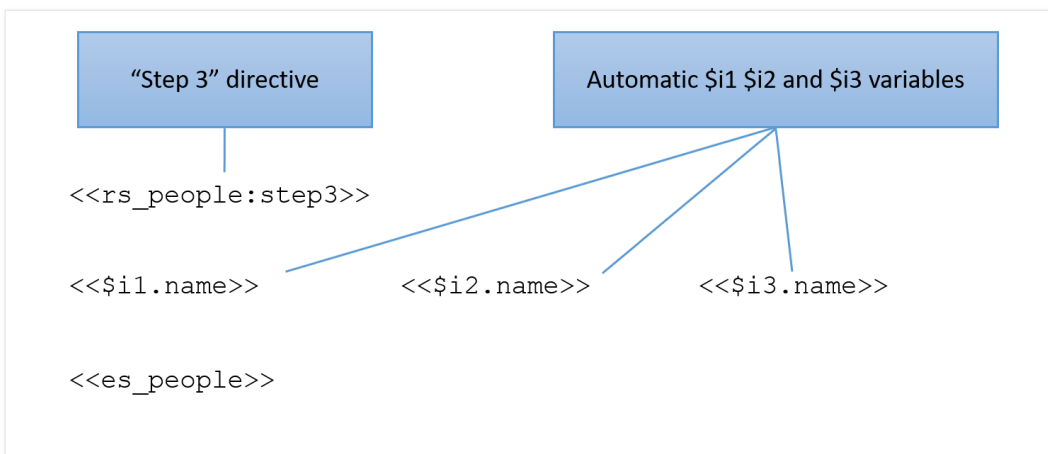 “Step 3” directive
Automatic $i1 $i2 and $i3 variables
<<rs_people:step3>>
<<$i1.name>> <<$i2.name>> <<$i3.name>>
<<es_people>>